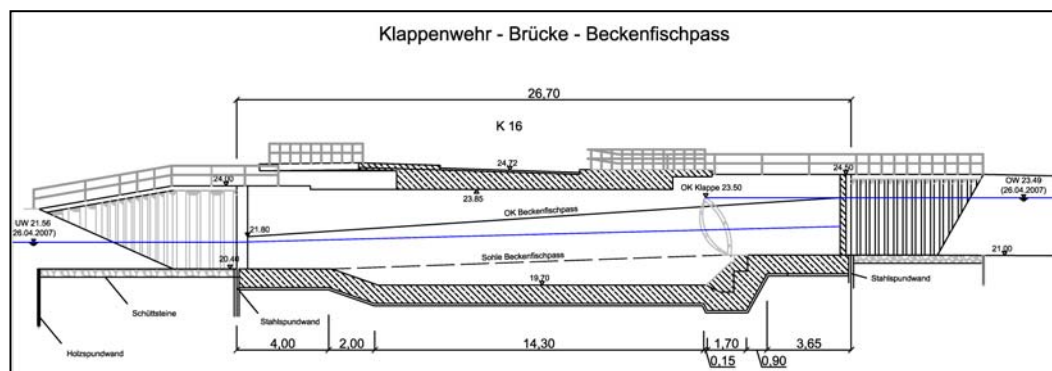 Klappenwehr - Brücke - Beckenfischpass
26,70
K 16
24,72
24,00
24,50
23,85
OK Klappe 23.50
OW 23.49
(26.04.2007)
OK Beckenfischpass
UW 21.56
26.04.2007)
21.80
Sohle Beckenfischpass
21,00
20.40
19.70
Schüttsteine
Stahlspundwand
Stahlspundwand
Holzspundwand
4,00
2,00
14,30
1,70
3,65
0,15
0,90